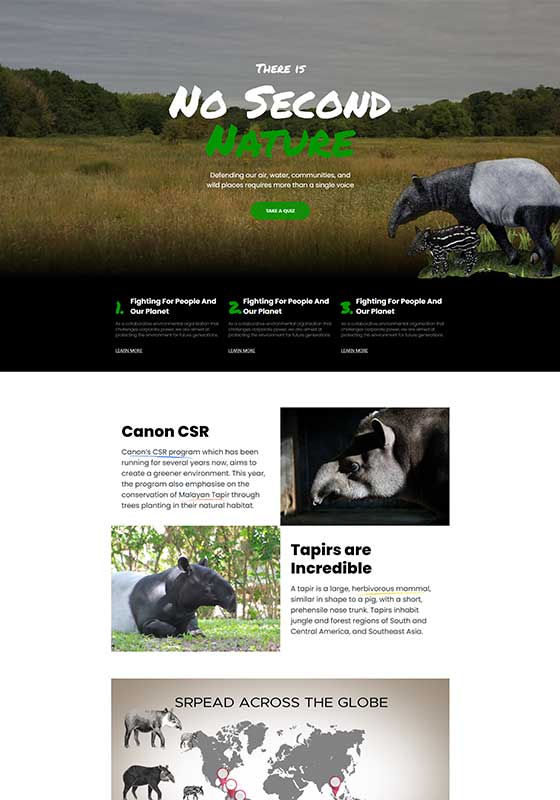 There is
No Second
Nature
Defending our air, water, communities, and
wild places requires more than a single voice
TAKE A QUIZ
1. Fighting For People And
Our Planet
As a collaborative environmental organization that
challenges corporate power, we are aimed at
protecting the environment for future generations.
LEARN MORE
2. Fighting For People And
Our Planet
As a collaborative environmental organization that
challenges corporate power, we are aimed at
protecting the environment for future generations.
LEARN MORE
3. Fighting For People And
Our Planet
As a collaborative environmental organization that
challenges corporate power, we are aimed at
protecting the environment for future generations.
LEARN MORE
Canon CSR
Canon's CSR program which has been
running for several years now, aims to
create a greener environment. This year,
the program also emphasise on the
conservation of Malayan Tapir through
trees planting in their natural habitat.
Tapirs are
Incredible
A tapir is a large, herbivorous mammal,
similar in shape to a pig, with a short,
prehensile nose trunk. Tapirs inhabit
jungle and forest regions of South and
Central America, and Southeast Asia.
SRPEAD ACROSS THE GLOBE